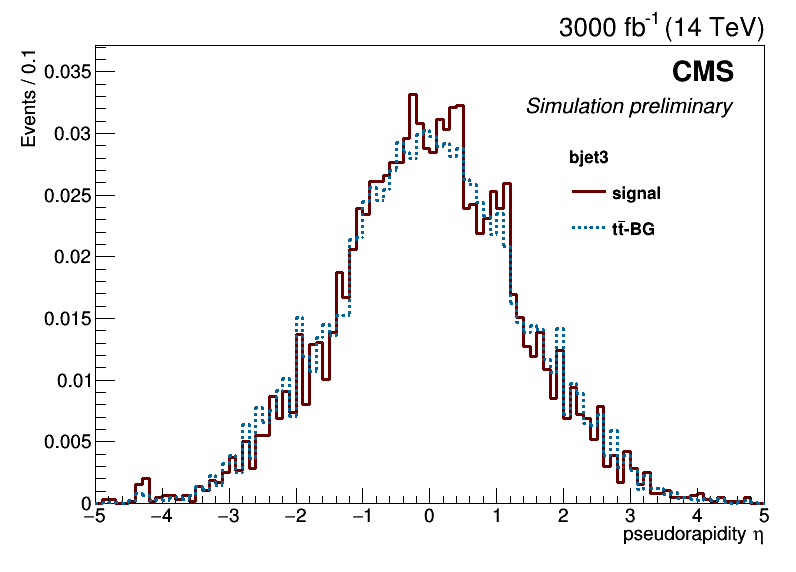 3000 fb⁻¹ (14 TeV)
Events / 0.1
CMS
Simulation preliminary
bjet3
signal
tt̄-BG
0.035
0.03
0.025
0.02
0.015
0.01
0.005
0
−5 −4 −3 −2 −1 0 1 2 3 4 5
pseudorapidity η